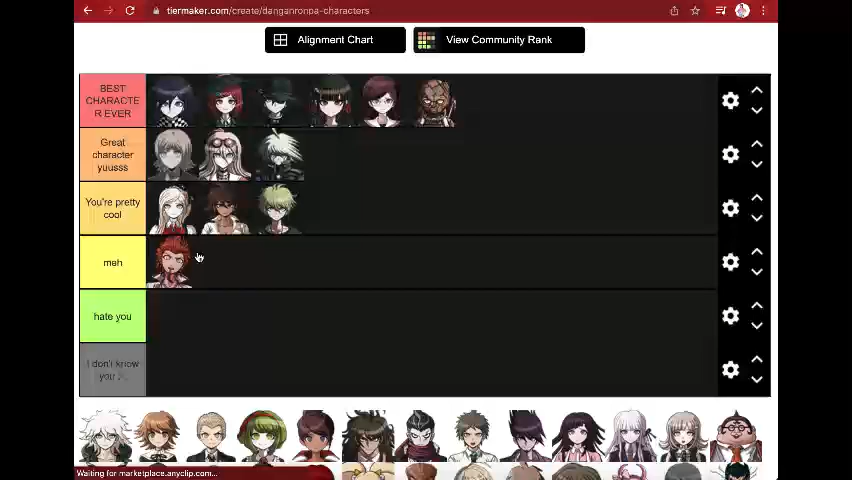 tiermaker.com/create/danganronpa-characters
Alignment Chart
View Community Rank
BEST
CHARACTE
R EVER
Great
character
yuusss
You're pretty
cool
meh
hate you
I don't know
you :
Waiting for marketplace.anyclip.com...